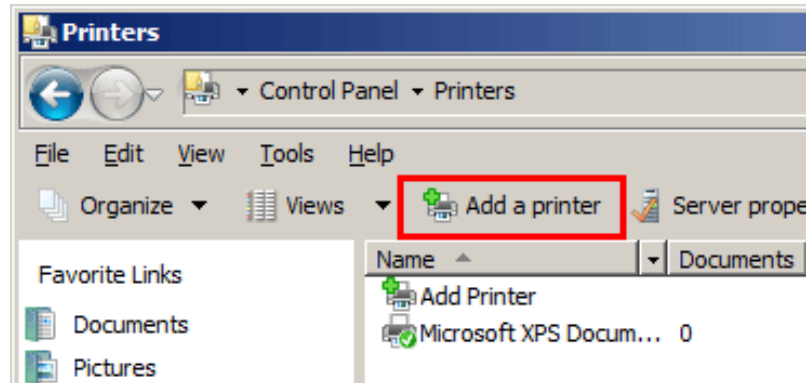 Printers
Control Panel Printers
File Edit View Tools Help
Organize Views Add a printer Server prope
Favorite Links
Documents
Pictures
Name Documents
Add Printer
Microsoft XPS Docum... 0